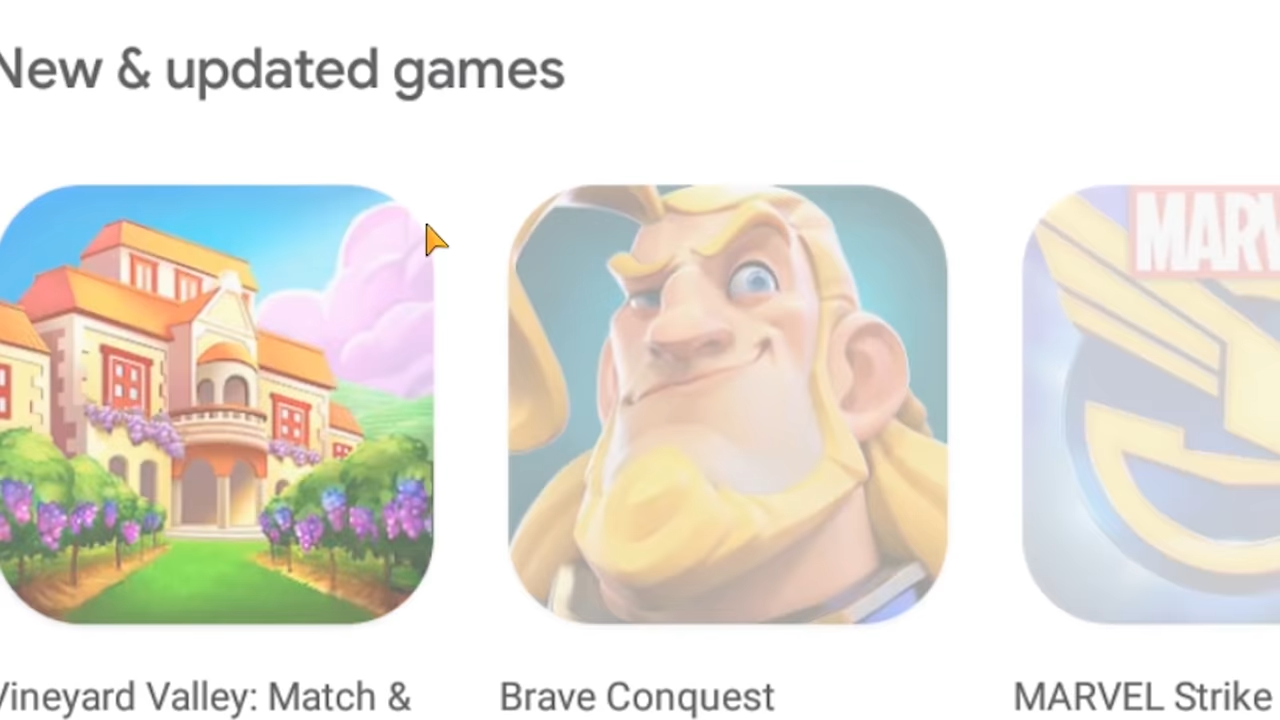 New & updated games
MARV
Vineyard Valley: Match &
Brave Conquest
MARVEL Strike